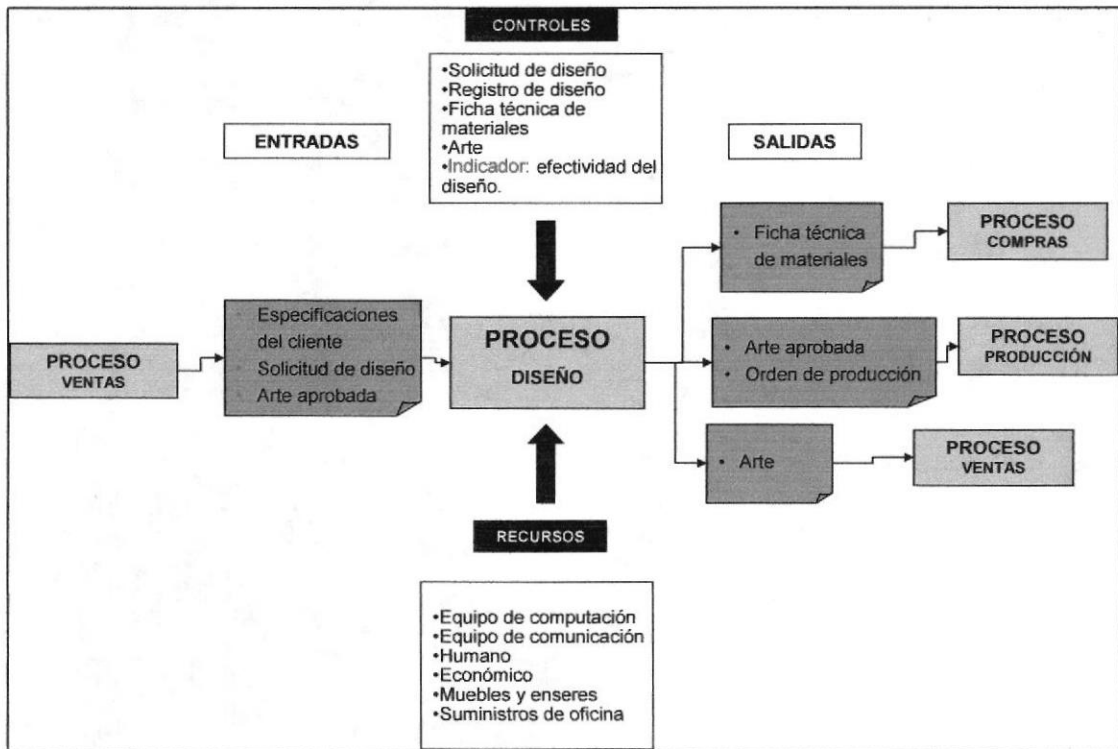 CONTROLES
•Solicitud de diseño
•Registro de diseño
•Ficha técnica de
materiales
•Arte
•Indicador: efectividad del
diseño.
ENTRADAS
SALIDAS
PROCESO
VENTAS
Especificaciones
del cliente
Solicitud de diseño
Arte aprobada
PROCESO
DISEÑO
• Ficha técnica
de materiales
PROCESO
COMPRAS
• Arte aprobada
• Orden de producción
PROCESO
PRODUCCIÓN
• Arte
PROCESO
VENTAS
RECURSOS
•Equipo de computación
•Equipo de comunicación
•Humano
•Económico
•Muebles y enseres
•Suministros de oficina